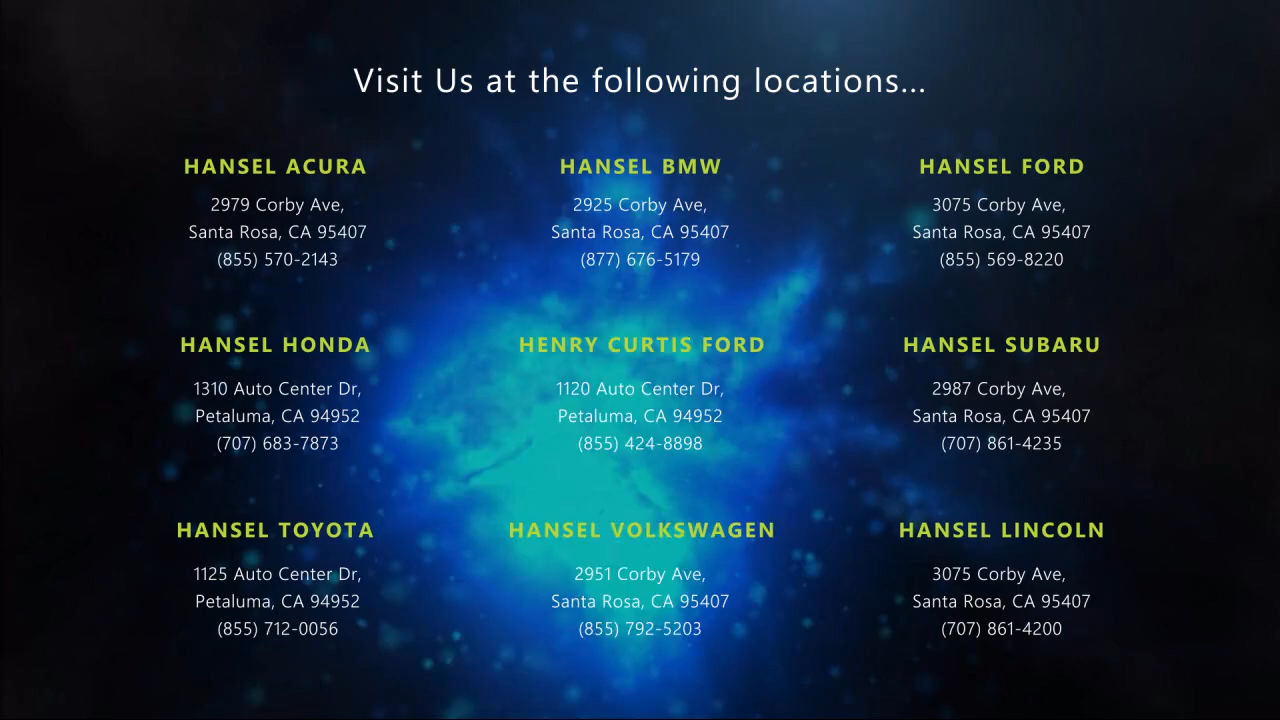 Visit Us at the following locations...
HANSEL ACURA
2979 Corby Ave,
Santa Rosa, CA 95407
(855) 570-2143
HANSEL BMW
2925 Corby Ave,
Santa Rosa, CA 95407
(877) 676-5179
HANSEL FORD
3075 Corby Ave,
Santa Rosa, CA 95407
(855) 569-8220
HANSEL HONDA
1310 Auto Center Dr,
Petaluma, CA 94952
(707) 683-7873
HENRY CURTIS FORD
1120 Auto Center Dr,
Petaluma, CA 94952
(855) 424-8898
HANSEL SUBARU
2987 Corby Ave,
Santa Rosa, CA 95407
(707) 861-4235
HANSEL TOYOTA
1125 Auto Center Dr,
Petaluma, CA 94952
(855) 712-0056
HANSEL VOLKSWAGEN
2951 Corby Ave,
Santa Rosa, CA 95407
(855) 792-5203
HANSEL LINCOLN
3075 Corby Ave,
Santa Rosa, CA 95407
(707) 861-4200